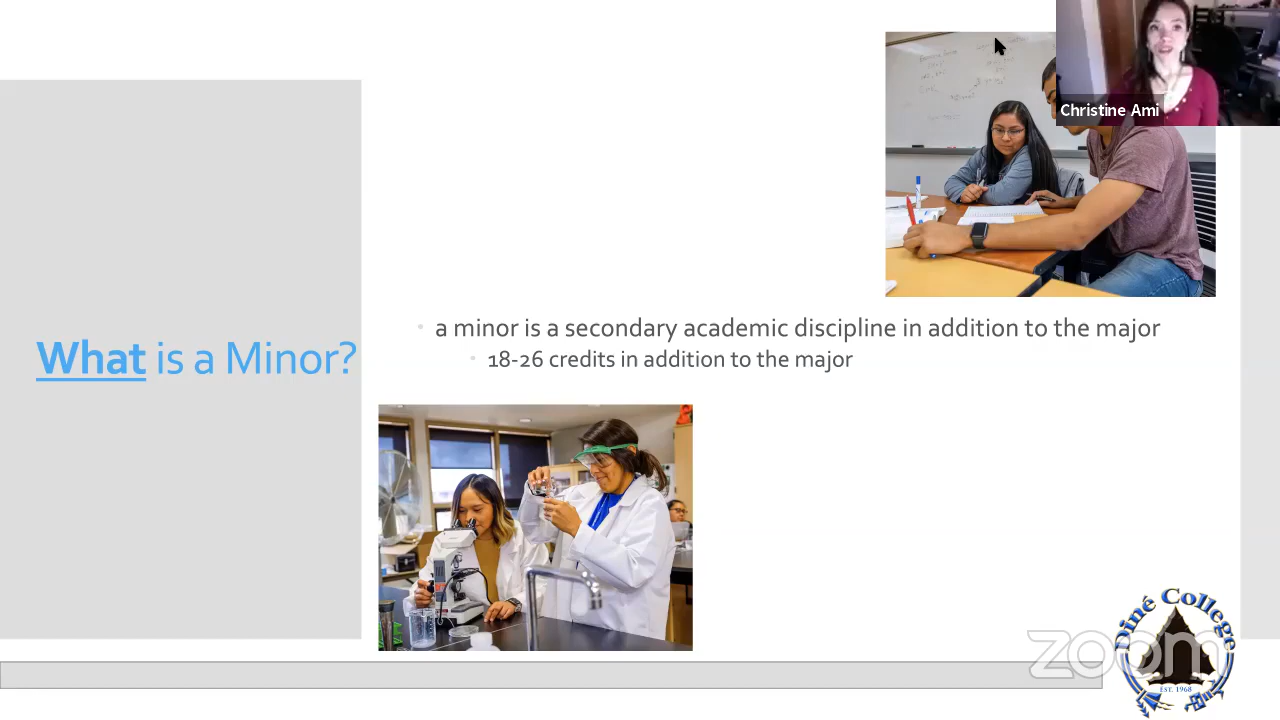 Christine Ami
What is a Minor?
a minor is a secondary academic discipline in addition to the major
18-26 credits in addition to the major
zoom
Diné College
EST. 1968